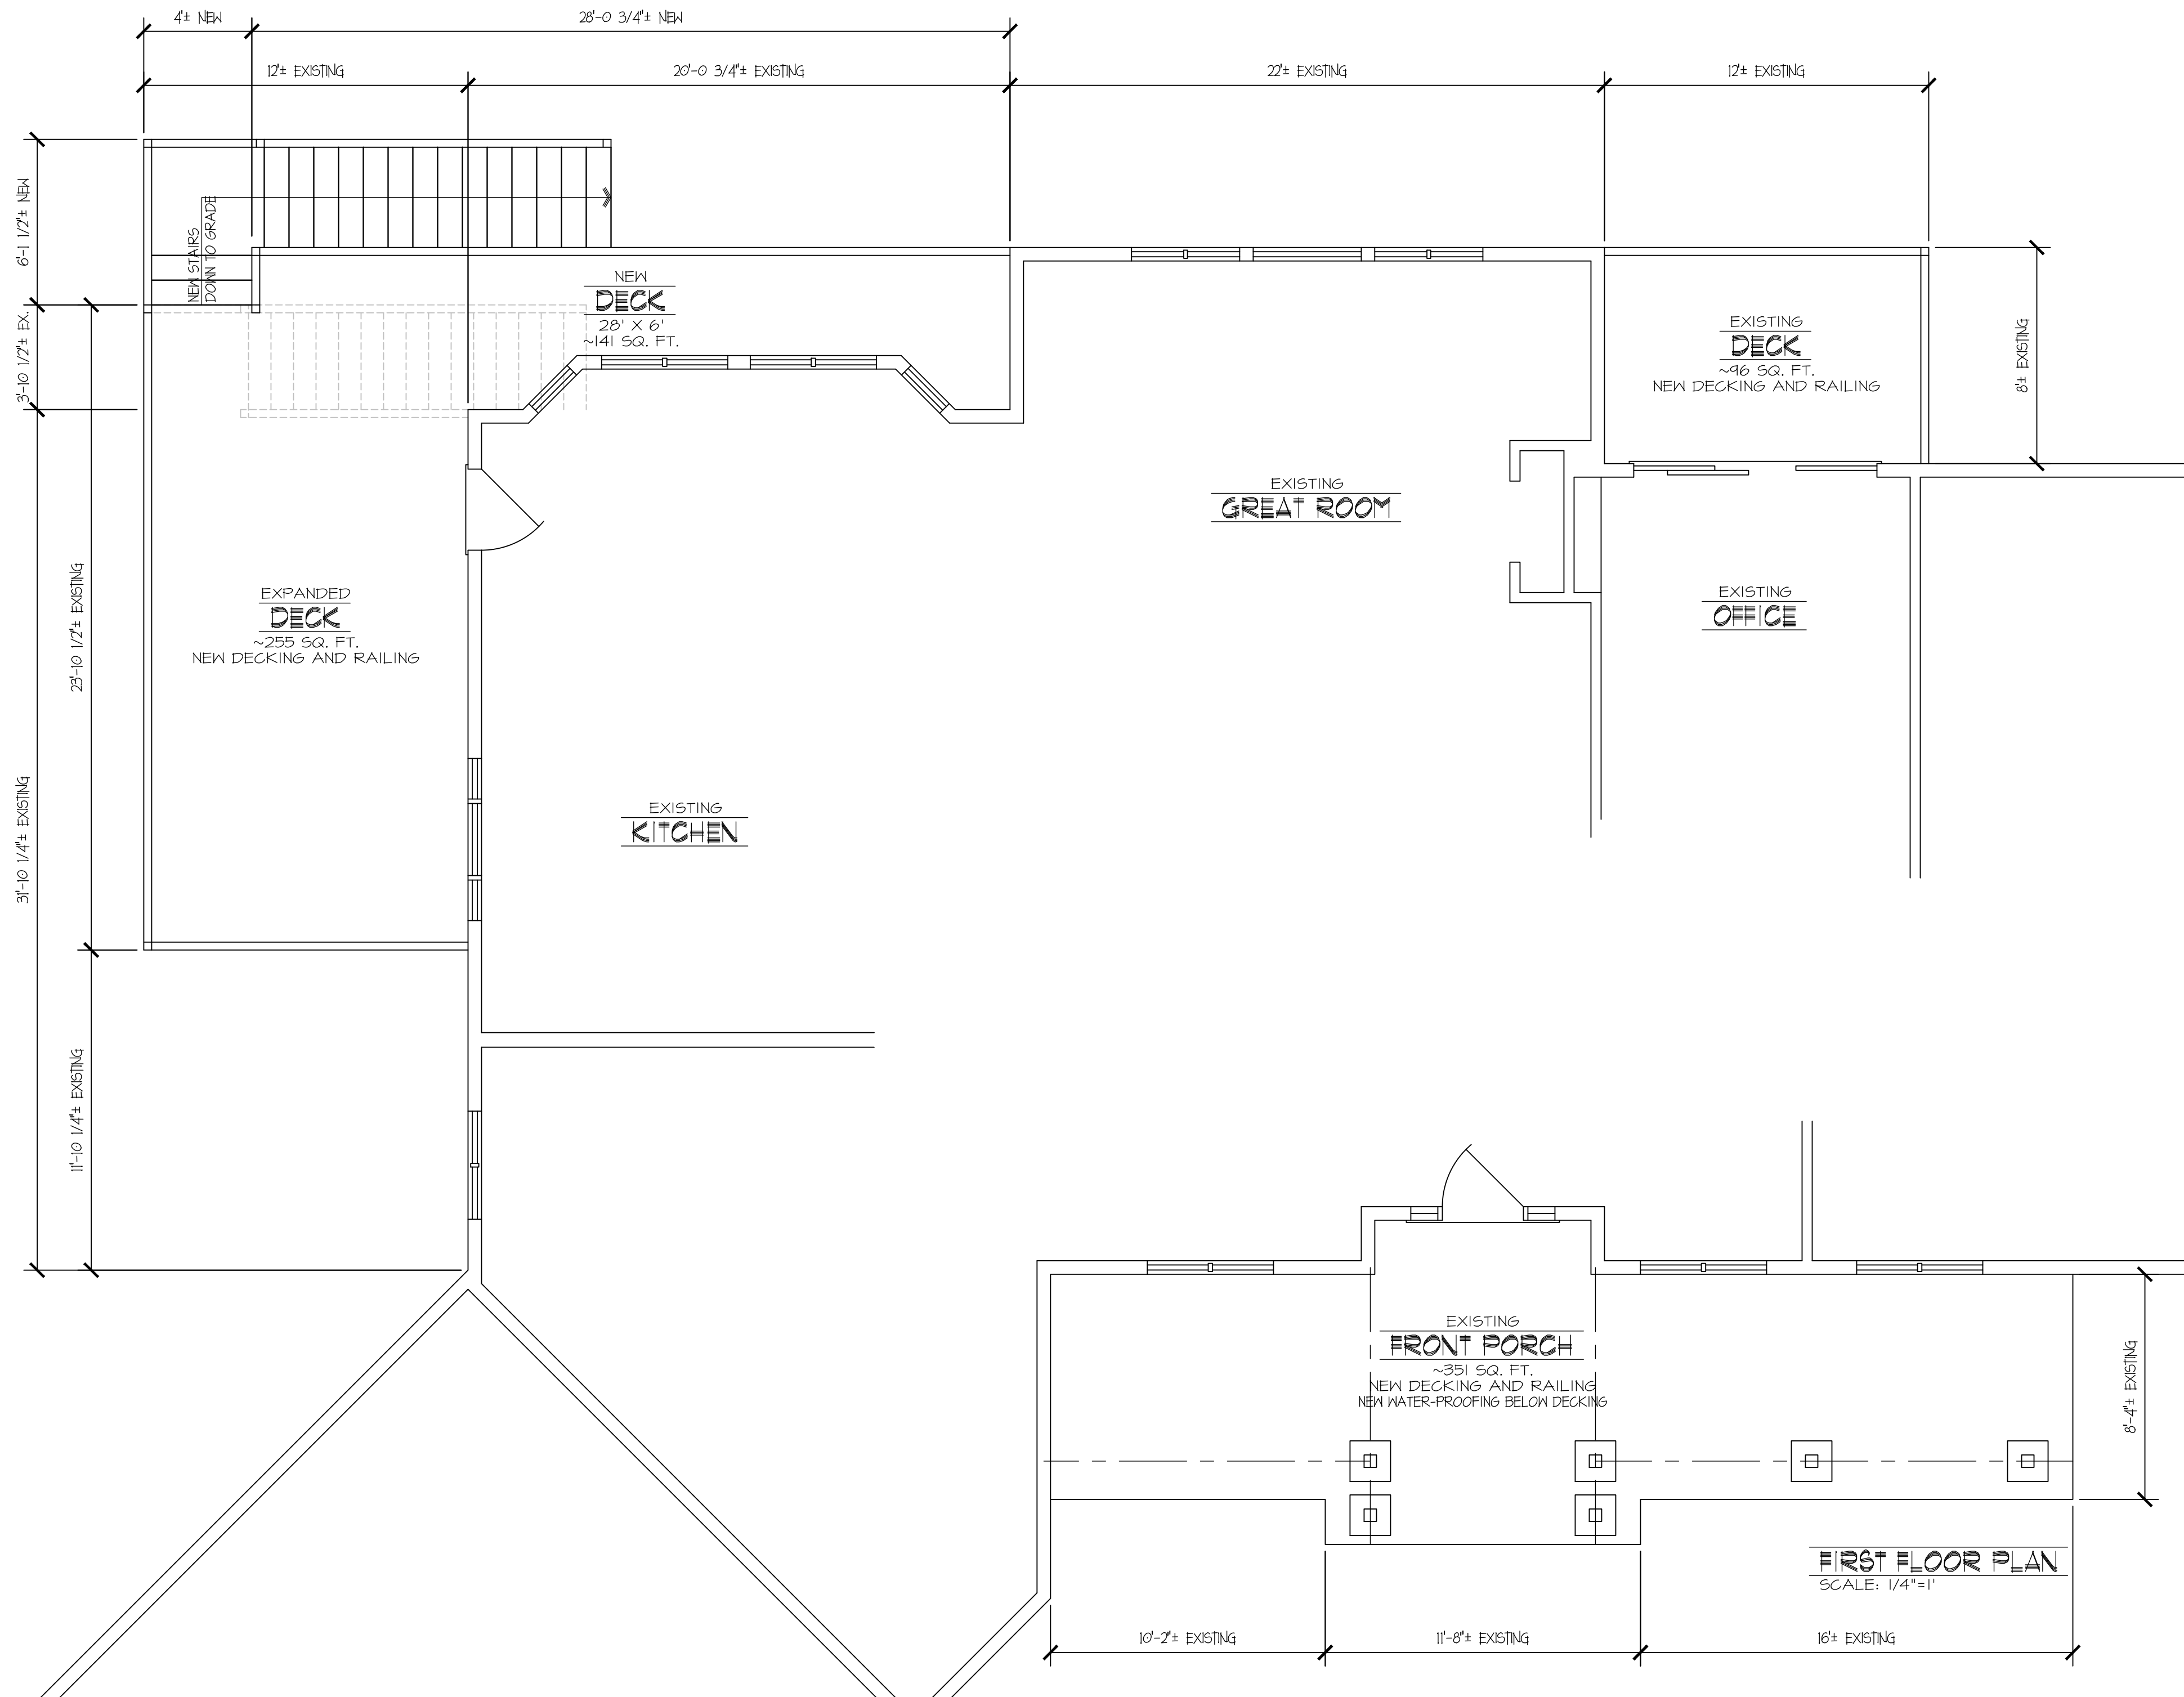 4'± NEW
28'-0 3/4"± NEW
12'± EXISTING
20'-0 3/4"± EXISTING
22'± EXISTING
12'± EXISTING
6'-1 1/2"± NEW
3'-10 1/2"± EX.
31'-10 1/4"± EXISTING
23'-10 1/2"± EXISTING
11'-10 1/4"± EXISTING
NEW STAIRS
DOWN TO GRADE
NEW
DECK
28' X 6'
~141 SQ. FT.
EXISTING
DECK
~96 SQ. FT.
NEW DECKING AND RAILING
8'± EXISTING
EXISTING
GREAT ROOM
EXPANDED
DECK
~255 SQ. FT.
NEW DECKING AND RAILING
EXISTING
OFFICE
EXISTING
KITCHEN
EXISTING
FRONT PORCH
~351 SQ. FT.
NEW DECKING AND RAILING
NEW WATER-PROOFING BELOW DECKING
8'-4"± EXISTING
FIRST FLOOR PLAN
SCALE: 1/4"=1'
10'-2"± EXISTING
11'-8"± EXISTING
16'± EXISTING